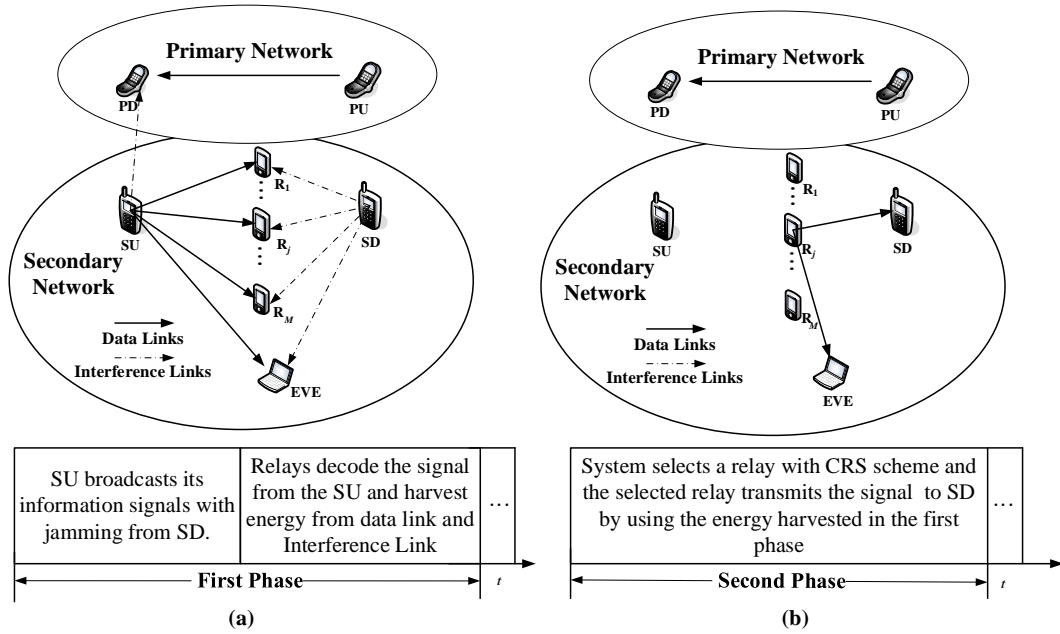 Primary Network
PD
PU
R1
SU
Rj
SD
Secondary
Network
RM
Data Links
Interference Links
EVE
SU broadcasts its
information signals with
jamming from SD.
Relays decode the signal
from the SU and harvest
energy from data link and
Interference Link
...
First Phase
t
(a)
Primary Network
PD
PU
R1
SU
Rj
SD
Secondary
Network
RM
Data Links
Interference Links
EVE
System selects a relay with CRS scheme and
the selected relay transmits the signal to SD
by using the energy harvested in the first
phase
...
Second Phase
t
(b)